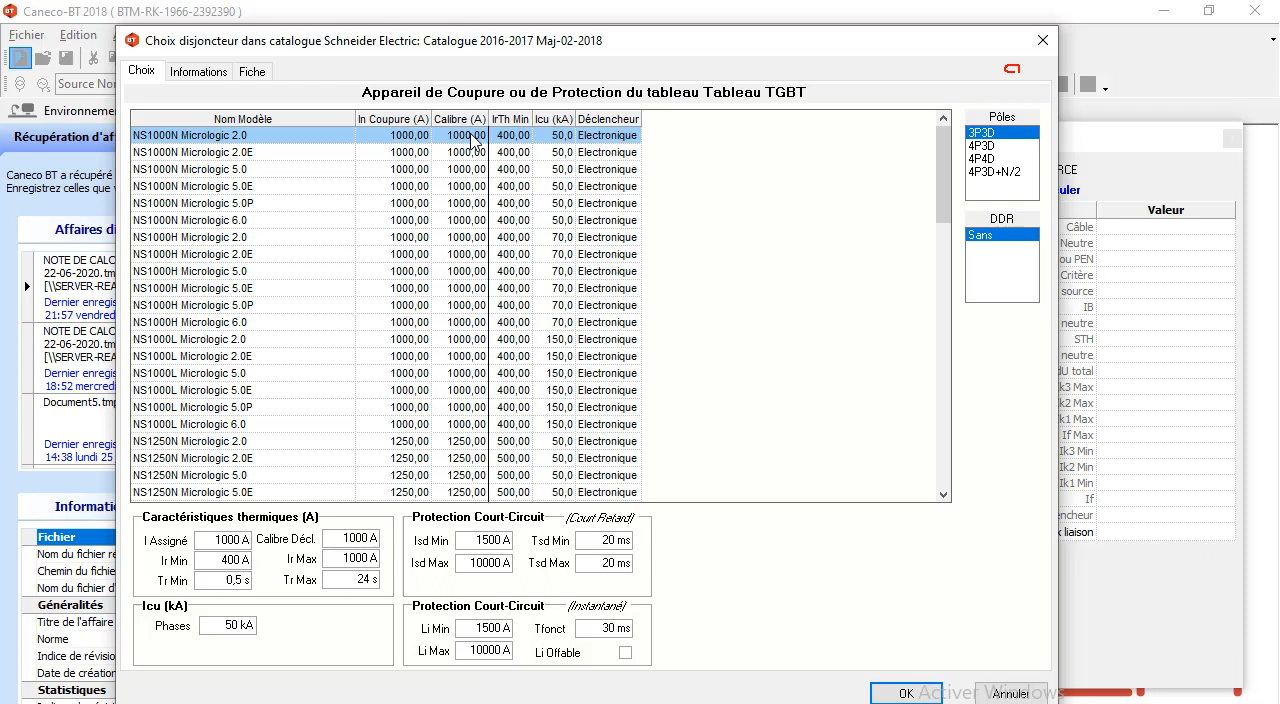 Caneco-BT 2018 ( BTM-RK-1966-2392390 )
Fichier Edition
Source Nor
Environneme
Récupération d'aff
Caneco BT a récupéré
Enregistrez celles que v
Affaires di
NOTE DE CALC
22-06-2020.tm
[\\SERVER-REA
Dernier enregis
21:57 vendred
NOTE DE CALC
22-06-2020.tm
[\\SERVER-REA
Dernier enregis
18:52 mercredi
Document5.tmp
Dernier enregis
14:38 lundi 25
Informatic
Fichier
Nom du fichier re
Chemin du fichie
Nom du fichier d'
Généralités
Titre de l'affaire
Norme
Indice de révisio
Date de création
Statistiques
Choix disjoncteur dans catalogue Schneider Electric: Catalogue 2016-2017 Maj-02-2018
Choix Informations Fiche
Appareil de Coupure ou de Protection du tableau Tableau TGBT
Nom Modèle In Coupure (A) Calibre (A) IrTh Min Icu (kA) Déclencheur
NS1000N Micrologic 2.0 1000,00 1000,00 400,00 50,0 Electronique
NS1000N Micrologic 2.0E 1000,00 1000,00 400,00 50,0 Electronique
NS1000N Micrologic 5.0 1000,00 1000,00 400,00 50,0 Electronique
NS1000N Micrologic 5.0E 1000,00 1000,00 400,00 50,0 Electronique
NS1000N Micrologic 5.0P 1000,00 1000,00 400,00 50,0 Electronique
NS1000N Micrologic 6.0 1000,00 1000,00 400,00 50,0 Electronique
NS1000H Micrologic 2.0 1000,00 1000,00 400,00 70,0 Electronique
NS1000H Micrologic 2.0E 1000,00 1000,00 400,00 70,0 Electronique
NS1000H Micrologic 5.0 1000,00 1000,00 400,00 70,0 Electronique
NS1000H Micrologic 5.0E 1000,00 1000,00 400,00 70,0 Electronique
NS1000H Micrologic 5.0P 1000,00 1000,00 400,00 70,0 Electronique
NS1000H Micrologic 6.0 1000,00 1000,00 400,00 70,0 Electronique
NS1000L Micrologic 2.0 1000,00 1000,00 400,00 150,0 Electronique
NS1000L Micrologic 2.0E 1000,00 1000,00 400,00 150,0 Electronique
NS1000L Micrologic 5.0 1000,00 1000,00 400,00 150,0 Electronique
NS1000L Micrologic 5.0E 1000,00 1000,00 400,00 150,0 Electronique
NS1000L Micrologic 5.0P 1000,00 1000,00 400,00 150,0 Electronique
NS1000L Micrologic 6.0 1000,00 1000,00 400,00 150,0 Electronique
NS1250N Micrologic 2.0 1250,00 1250,00 500,00 50,0 Electronique
NS1250N Micrologic 2.0E 1250,00 1250,00 500,00 50,0 Electronique
NS1250N Micrologic 5.0 1250,00 1250,00 500,00 50,0 Electronique
NS1250N Micrologic 5.0E 1250,00 1250,00 500,00 50,0 Electronique
Pôles
3P3D
4P3D
4P4D
4P3D+N/2
DDR
Sans
Caractéristiques thermiques (A)
I Assigné 1000 A Calibre Décl. 1000
Ir Min 400 A Ir Max 1000 A
Tr Min 0,5 s Tr Max 24 s
Icu (kA)
Phases 50 kA
Protection Court-Circuit (Court Retard)
Isd Min 1500 A Tsd Min 20 ms
Isd Max 10000 A Tsd Max 20 ms
Protection Court-Circuit (Instantané)
Li Min 1500 A Tfonct 30 ms
Li Max 10000 A Li Offable
OK Annuler
Activer Windows
RCE
uler
Valeur
Câble
Neutre
ou PEN
Critère
source
IB
neutre
STH
neutre
dU total
Ik3 Max
Ik2 Max
Ik1 Max
If Max
Ik3 Min
Ik2 Min
Ik1 Min
If
encheur
x liaison